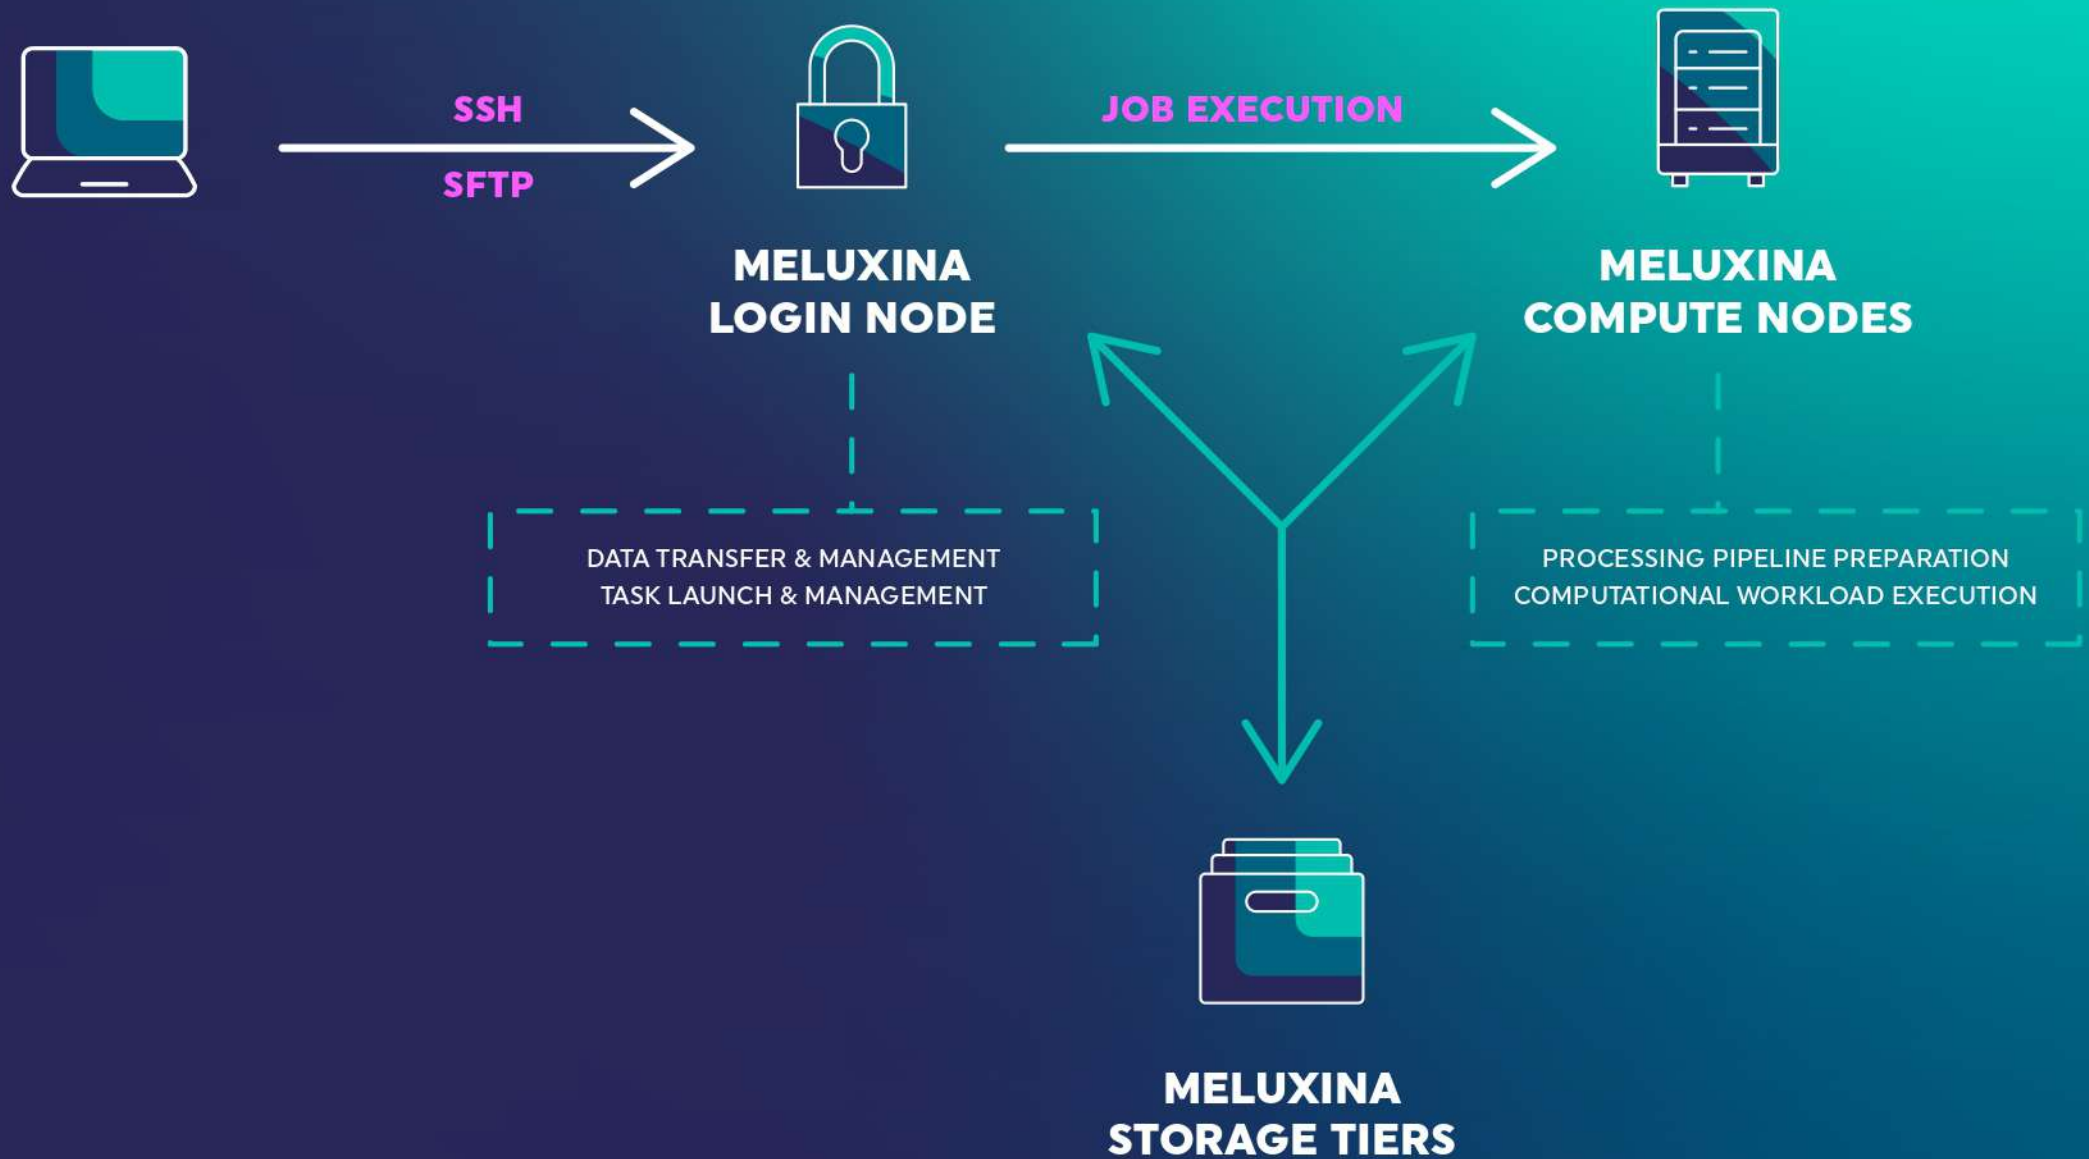 SSH
SFTP
JOB EXECUTION
MELUXINA
LOGIN NODE
MELUXINA
COMPUTE NODES
DATA TRANSFER & MANAGEMENT
TASK LAUNCH & MANAGEMENT
PROCESSING PIPELINE PREPARATION
COMPUTATIONAL WORKLOAD EXECUTION
MELUXINA
STORAGE TIERS